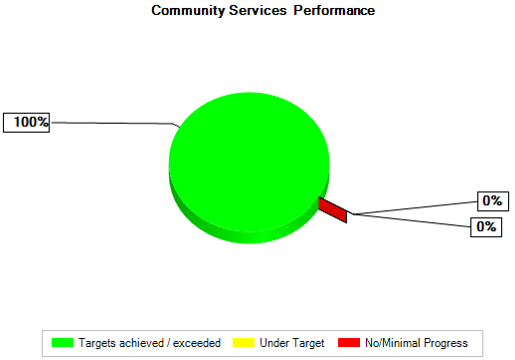 Community Services Performance
100%
0%
0%
Targets achieved / exceeded Under Target No/Minimal Progress